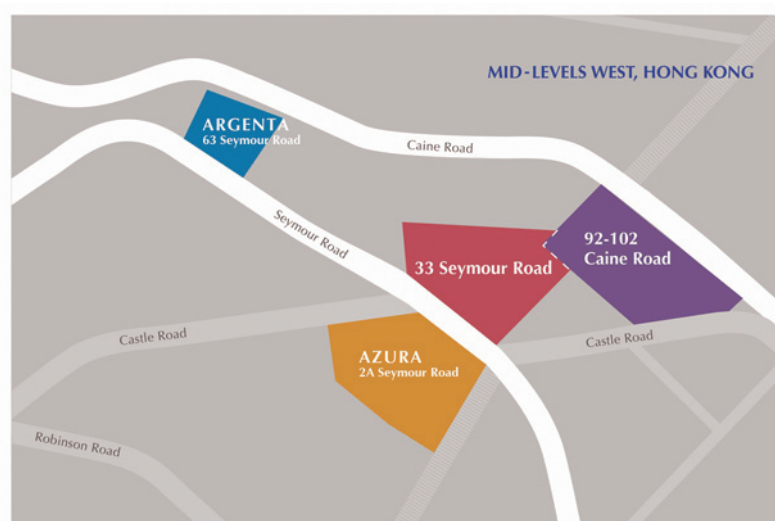 MID-LEVELS WEST, HONG KONG
ARGENTA
63 Seymour Road
Caine Road
Seymour Road
92-102
Caine Road
33 Seymour Road
Castle Road
Castle Road
AZURA
2A Seymour Road
Robinson Road